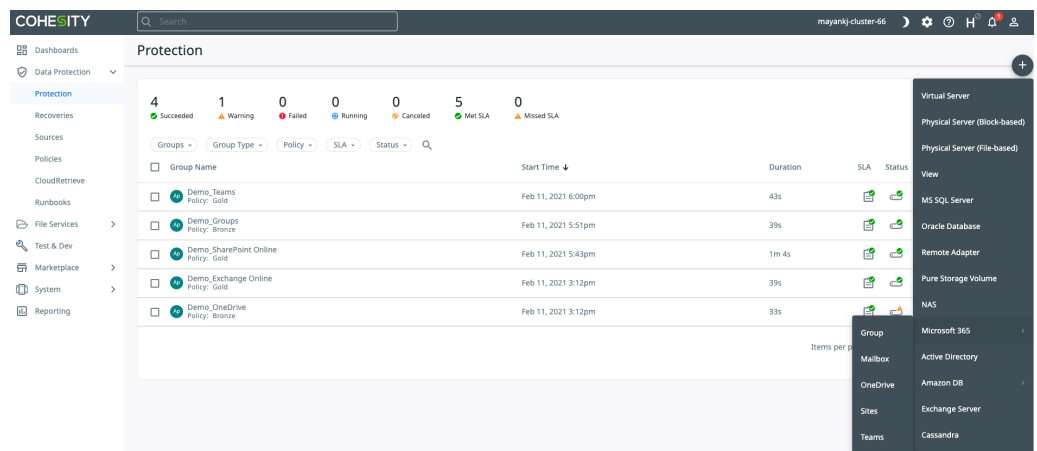 COHESITY
Search
mayankj-cluster-66
H
1
Dashboards
Data Protection
Protection
Recoveries
Sources
Policies
CloudRetrieve
Runbooks
File Services
Test & Dev
Marketplace
System
Reporting
Protection
+
4 1 0 0 0 5 0
Succeeded Warning Failed Running Canceled Met SLA Missed SLA
Groups Group Type Policy SLA Status
Group Name Start Time Duration SLA Status
Ap Demo_Teams Feb 11, 2021 6:00pm 43s
Policy: Gold
Ap Demo_Groups Feb 11, 2021 5:51pm 39s
Policy: Bronze
Ap Demo_SharePoint Online Feb 11, 2021 5:43pm 1m 4s
Policy: Gold
Ap Demo_Exchange Online Feb 11, 2021 3:12pm 39s
Policy: Gold
Ap Demo_OneDrive Feb 11, 2021 3:12pm 33s
Policy: Bronze
Items per p
Virtual Server
Physical Server (Block-based)
Physical Server (File-based)
View
MS SQL Server
Oracle Database
Remote Adapter
Pure Storage Volume
NAS
Microsoft 365
Active Directory
Amazon DB
Exchange Server
Cassandra
Group
Mailbox
OneDrive
Sites
Teams